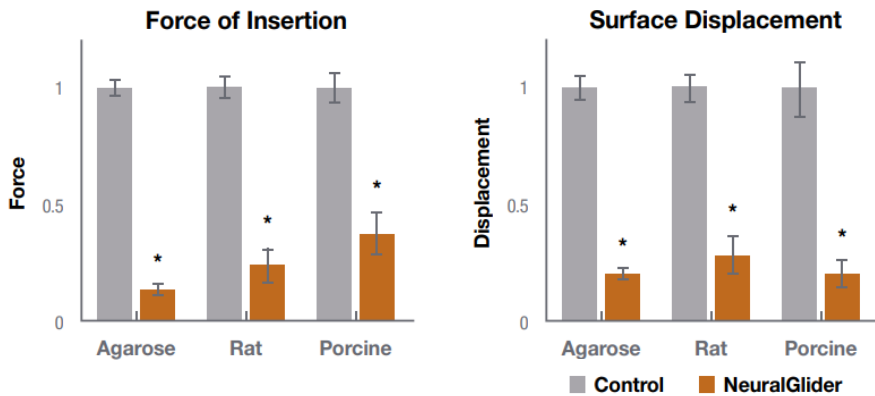 Force of Insertion
Force
1
0.5
0
*
*
*
Agarose Rat Porcine
Surface Displacement
Displacement
1
0.5
0
*
*
*
Agarose Rat Porcine
Control NeuralGlider